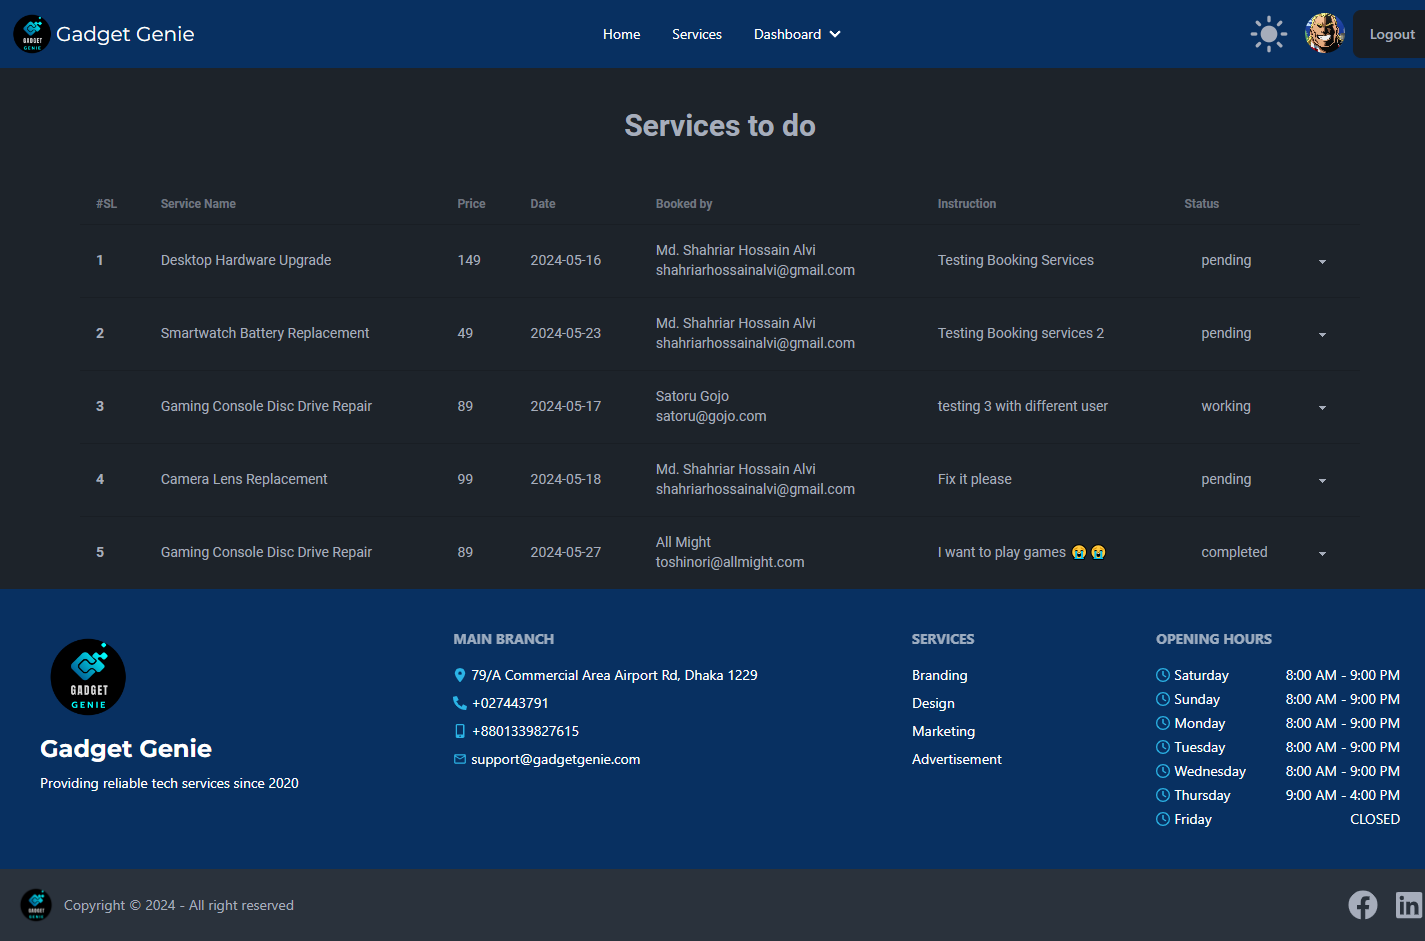 GADGET GENIE Gadget Genie Home Services Dashboard Logout
Services to do
#SL Service Name Price Date Booked by Instruction Status
1 Desktop Hardware Upgrade 149 2024-05-16 Md. Shahriar Hossain Alvi Testing Booking Services pending
shahriarhossainalvi@gmail.com
2 Smartwatch Battery Replacement 49 2024-05-23 Md. Shahriar Hossain Alvi Testing Booking services 2 pending
shahriarhossainalvi@gmail.com
3 Gaming Console Disc Drive Repair 89 2024-05-17 Satoru Gojo testing 3 with different user working
satoru@gojo.com
4 Camera Lens Replacement 99 2024-05-18 Md. Shahriar Hossain Alvi Fix it please pending
shahriarhossainalvi@gmail.com
5 Gaming Console Disc Drive Repair 89 2024-05-27 All Might I want to play games 😭 😭 completed
toshinori@allmight.com
GADGET
GENIE
Gadget Genie
Providing reliable tech services since 2020
MAIN BRANCH
79/A Commercial Area Airport Rd, Dhaka 1229
+027443791
+8801339827615
support@gadgetgenie.com
SERVICES
Branding
Design
Marketing
Advertisement
OPENING HOURS
Saturday 8:00 AM - 9:00 PM
Sunday 8:00 AM - 9:00 PM
Monday 8:00 AM - 9:00 PM
Tuesday 8:00 AM - 9:00 PM
Wednesday 8:00 AM - 9:00 PM
Thursday 9:00 AM - 4:00 PM
Friday CLOSED
GADGET GENIE Copyright © 2024 - All right reserved